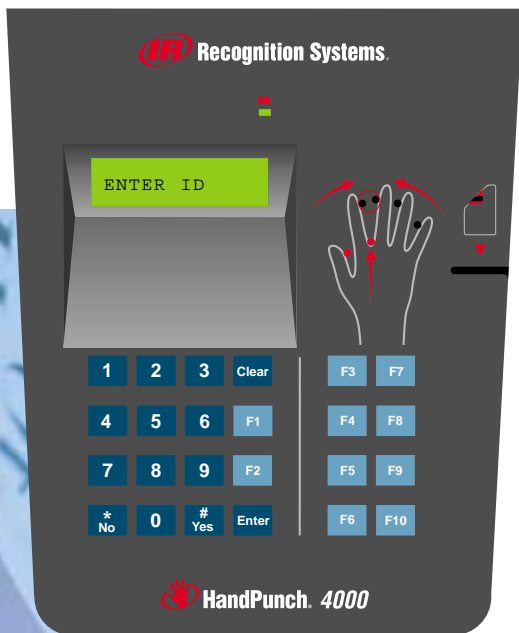 IR Recognition Systems.
ENTER ID
1 2 3 Clear F3 F7
4 5 6 F1 F4 F8
7 8 9 F2 F5 F9
* # 
No 0 Yes Enter F6 F10
HandPunch. 4000